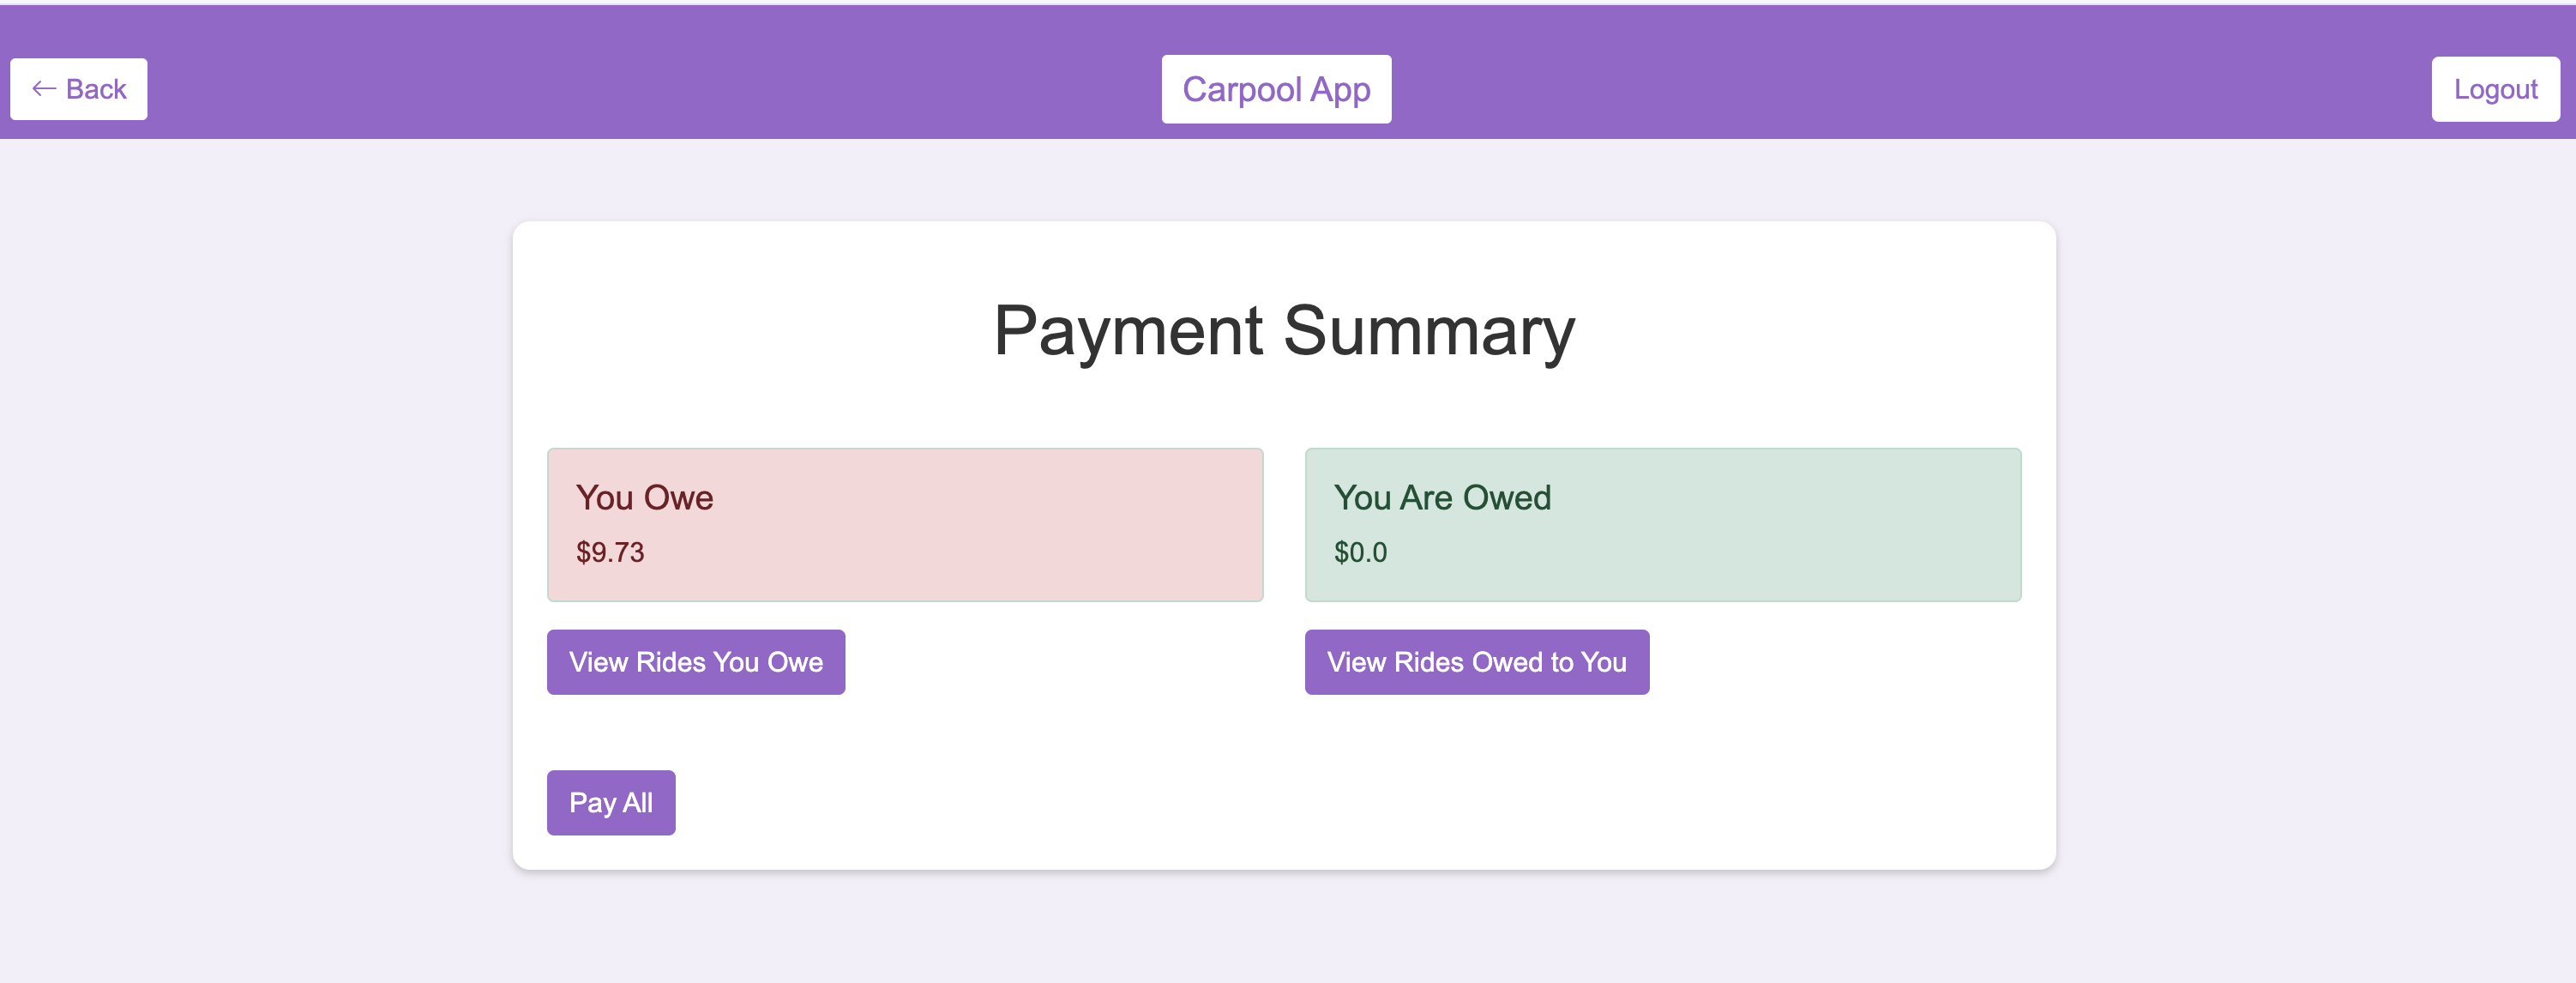 ← Back
Carpool App
Logout
Payment Summary
You Owe
$9.73
You Are Owed
$0.0
View Rides You Owe
View Rides Owed to You
Pay All